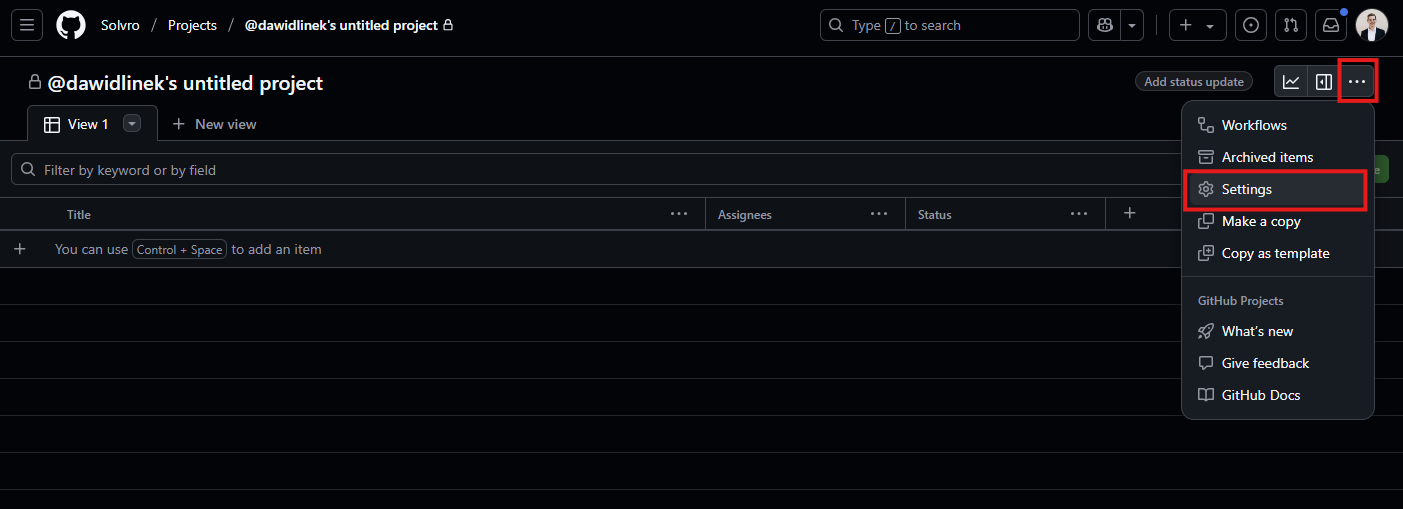 Solvro / Projects / @dawidlinek's untitled project
Type / to search
@dawidlinek's untitled project
Add status update
View 1
New view
Workflows
Archived items
Filter by keyword or by field
Settings
Title
Assignees
Status
Make a copy
You can use Control + Space to add an item
Copy as template
GitHub Projects
What's new
Give feedback
GitHub Docs